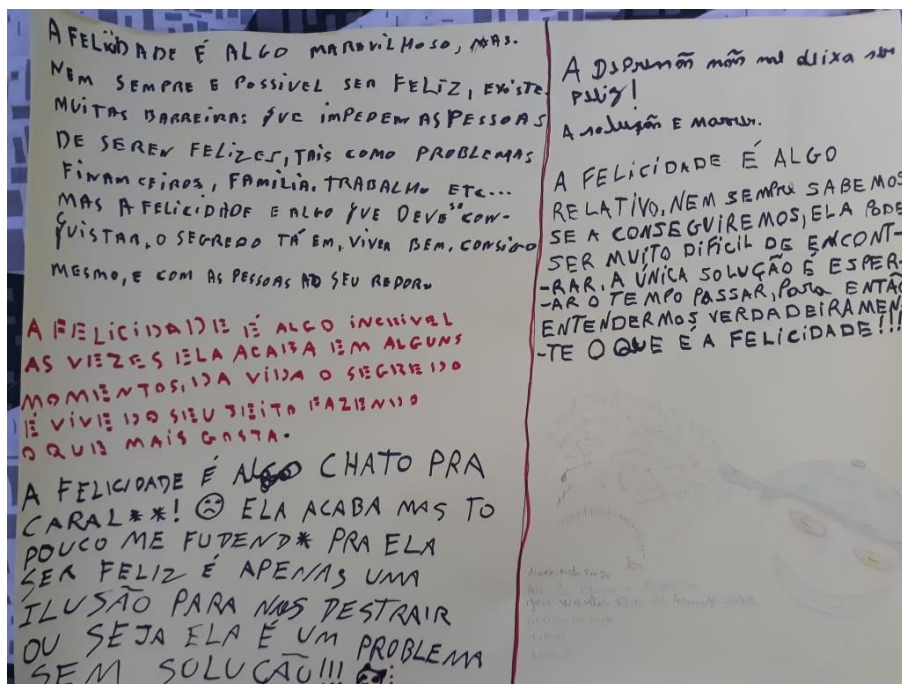 A FELICIDADE É ALGO MARAVILHOSO, MAS.
NEM SEMPRE E POSSIVEL SER FELIZ, EXISTE
MUITAS BARREIRAS QUE IMPEDEM AS PESSOAS
DE SEREN FELIZES, TAIS COMO PROBLEMAS
FINANCEIROS, FAMILIA. TRABALHO ETC...
MAS A FELICIDADE E ALGO QUE DEVE SO CON-
QUISTAR, O SEGREDO TÁ EM, VIVER BEM, CONSIGO
MESMO, E COM AS PESSOAS AO SEU REDOR.
A FELICIDADE É ALGO INCRIVEL
AS VEZES ELA ACABA EM ALGUNS
MOMENTOS, DA VIDA O SEGREDO
É VIVE DO SEU JEITO FAZENDO
O QUE MAIS GOSTA.
A FELICIDADE É ALGO CHATO PRA
CARAL**! ☹ ELA ACABA MAS TO
POUCO ME FUDEND* PRA ELA
SER FELIZ É APENAS UMA
ILUSÃO PARA NOS DESTRAIR
OU SEJA ELA É UM PROBLEMA
SEM SOLUÇÃO!!!
A não me deixa ser
feliz!
A solução E morrer.
A FELICIDADE É ALGO
RELATIVO, NEM SEMPRE SABEMOS
SE A CONSEGUIREMOS, ELA PODE
SER MUITO DIFICIL DE ENCONT-
-RAR. A ÚNICA SOLUÇÃO É ESPER-
-AR O TEMPO PASSAR, Para ENTÃO
ENTENDERMOS VERDADEIRAMEN-
-TE O QUE É A FELICIDADE!!!